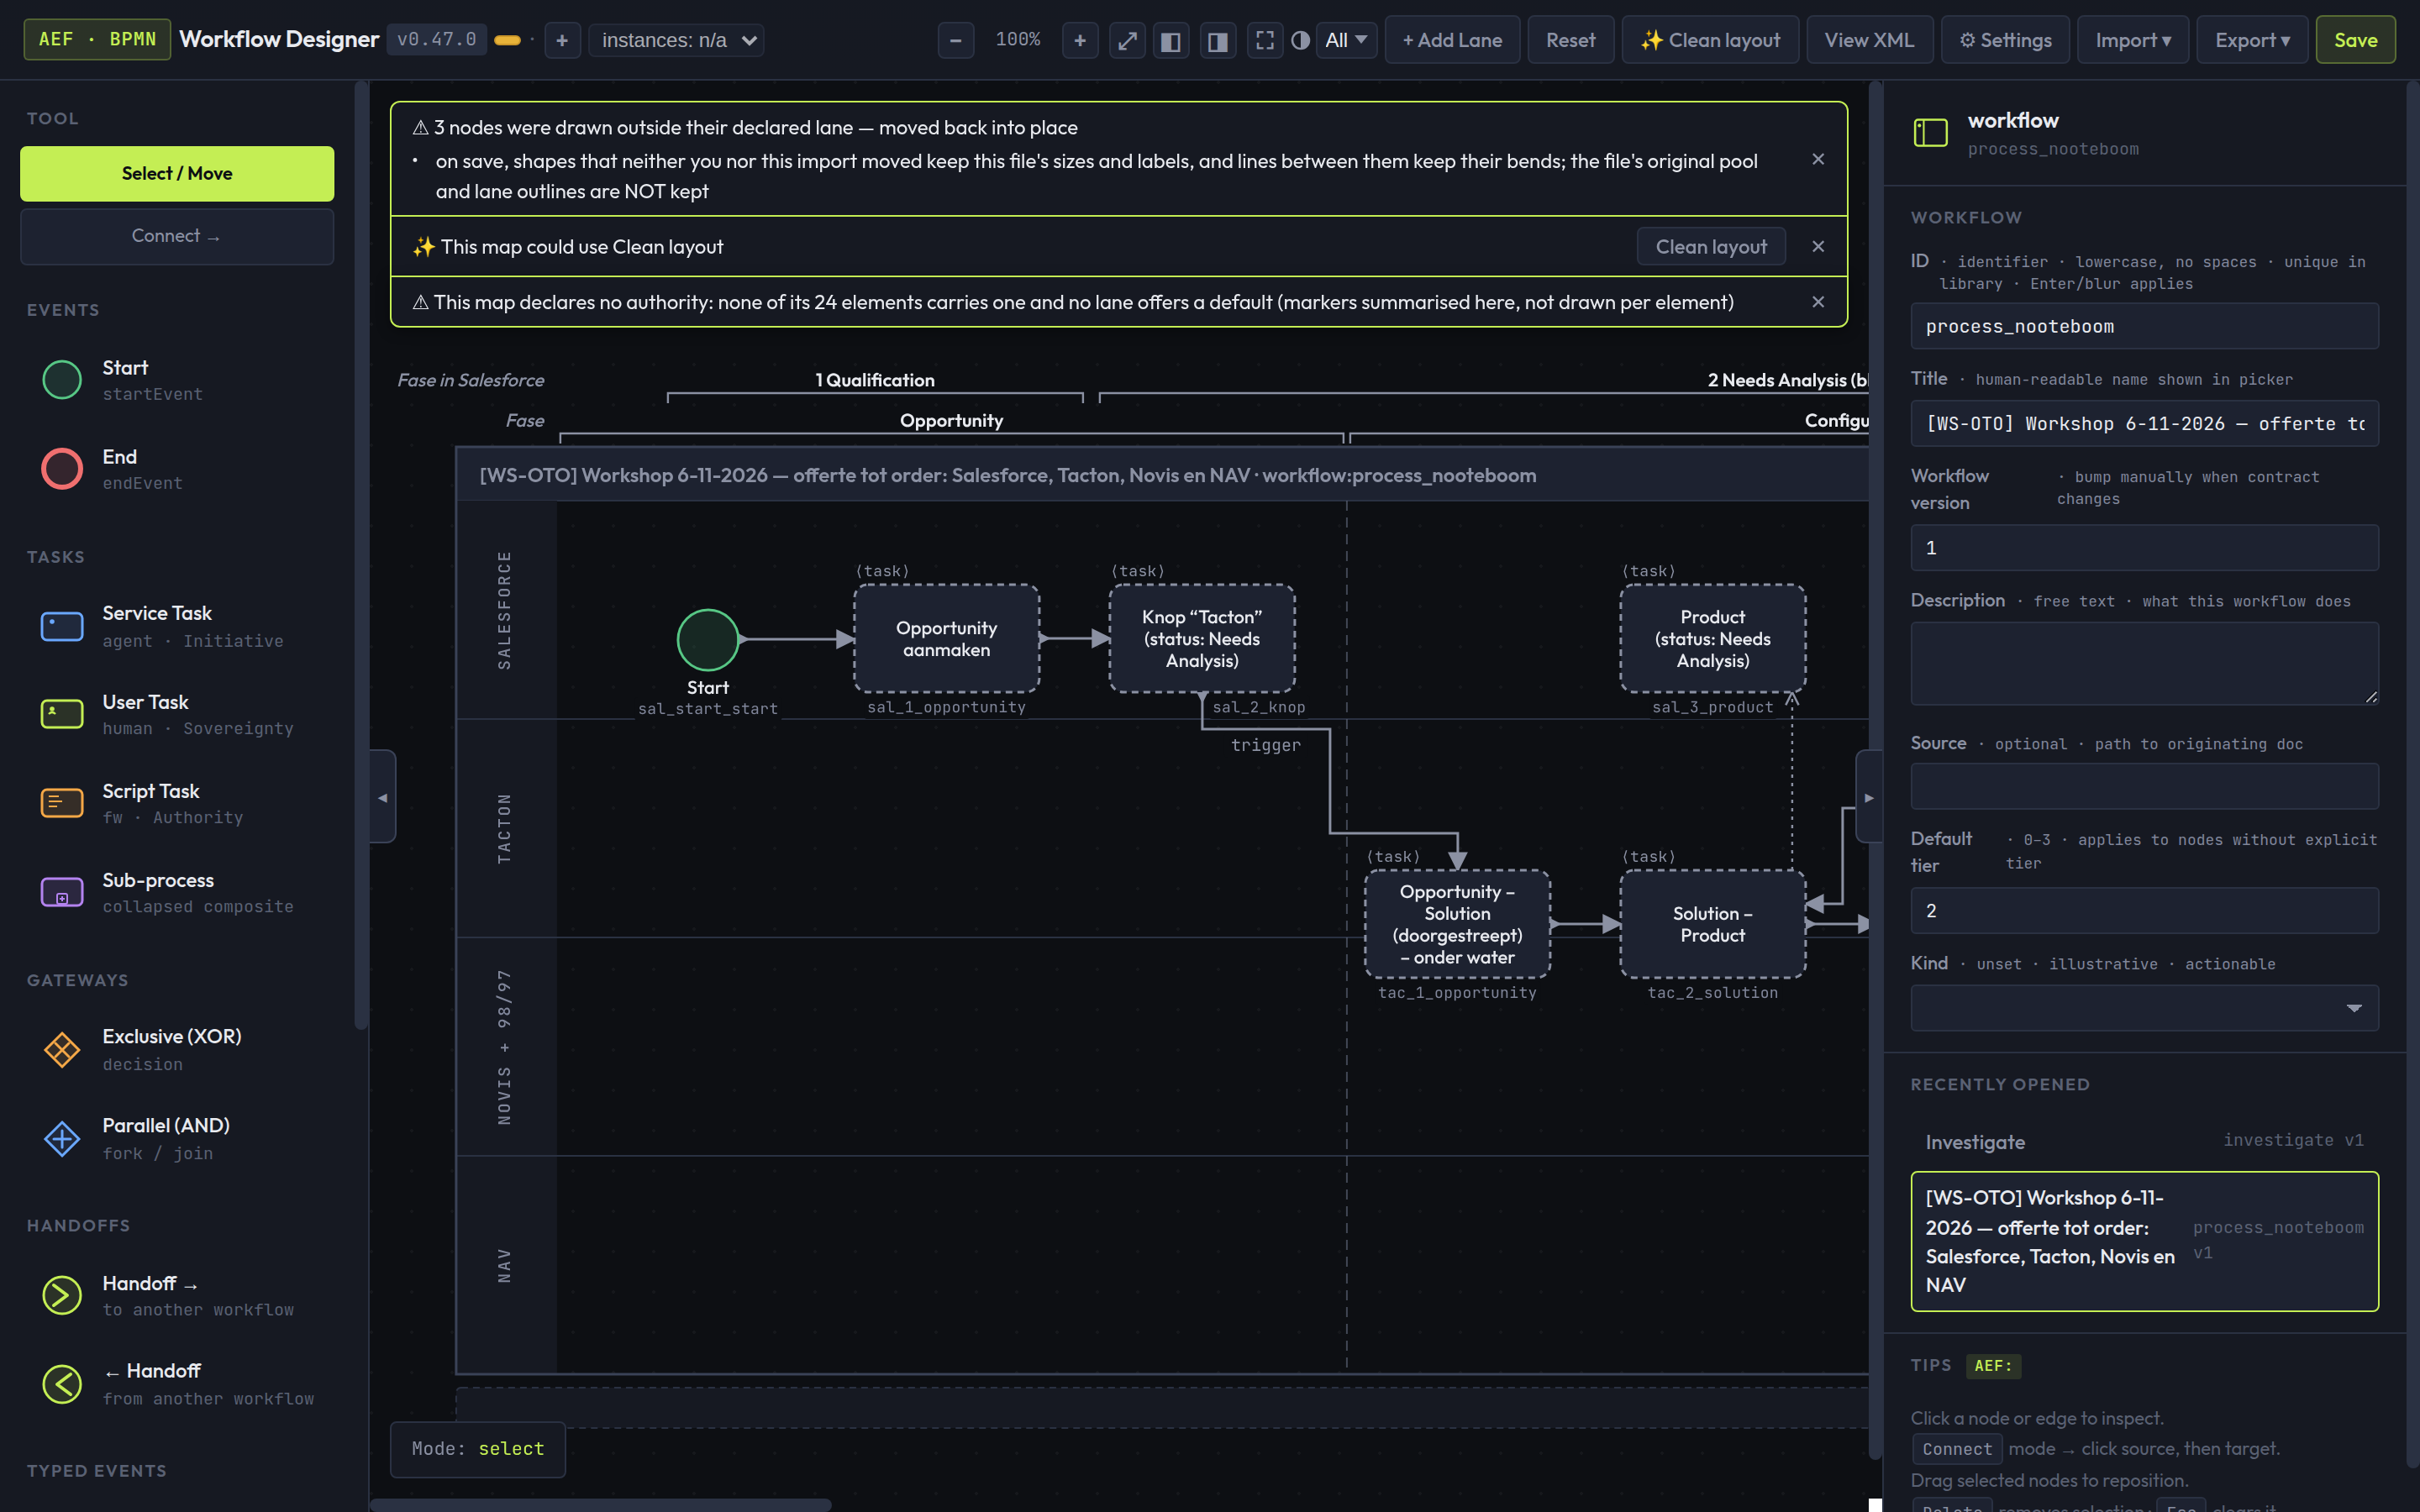 AEF · BPMN Workflow Designer v0.47.0 · + instances: n/a − 100% + All + Add Lane Reset ✨ Clean layout View XML ⚙ Settings Import ▾ Export ▾ Save
TOOL
Select / Move
Connect →
EVENTS
Start
startEvent
End
endEvent
TASKS
Service Task
agent · Initiative
User Task
human · Sovereignty
Script Task
fw · Authority
Sub-process
collapsed composite
GATEWAYS
Exclusive (XOR)
decision
Parallel (AND)
fork / join
HANDOFFS
Handoff →
to another workflow
← Handoff
from another workflow
TYPED EVENTS
⚠ 3 nodes were drawn outside their declared lane — moved back into place
• on save, shapes that neither you nor this import moved keep this file's sizes and labels, and lines between them keep their bends; the file's original pool
and lane outlines are NOT kept
✕
✨ This map could use Clean layout
Clean layout ✕
⚠ This map declares no authority: none of its 24 elements carries one and no lane offers a default (markers summarised here, not drawn per element) ✕
Fase in Salesforce 1 Qualification 2 Needs Analysis (bl
Fase Opportunity Configu
[WS-OTO] Workshop 6-11-2026 — offerte tot order: Salesforce, Tacton, Novis en NAV · workflow:process_nooteboom
SALESFORCE
Start
sal_start_start
⟨task⟩
Opportunity
aanmaken
sal_1_opportunity
⟨task⟩
Knop “Tacton”
(status: Needs
Analysis)
sal_2_knop
trigger
⟨task⟩
Product
(status: Needs
Analysis)
sal_3_product
TACTON
⟨task⟩
Opportunity –
Solution
(doorgestreept)
– onder water
tac_1_opportunity
⟨task⟩
Solution –
Product
tac_2_solution
NOVIS + 98/97
NAV
Mode: select
workflow
process_nooteboom
WORKFLOW
ID · identifier · lowercase, no spaces · unique in
library · Enter/blur applies
process_nooteboom
Title · human-readable name shown in picker
[WS-OTO] Workshop 6-11-2026 — offerte to
Workflow
version
· bump manually when contract
changes
1
Description · free text · what this workflow does
Source · optional · path to originating doc
Default
tier
· 0–3 · applies to nodes without explicit
tier
2
Kind · unset · illustrative · actionable
RECENTLY OPENED
Investigate investigate v1
[WS-OTO] Workshop 6-11-
2026 — offerte tot order:
Salesforce, Tacton, Novis en
NAV
process_nooteboom
v1
TIPS AEF:
Click a node or edge to inspect.
Connect mode → click source, then target.
Drag selected nodes to reposition.
Delete removes selection; Esc clears it.